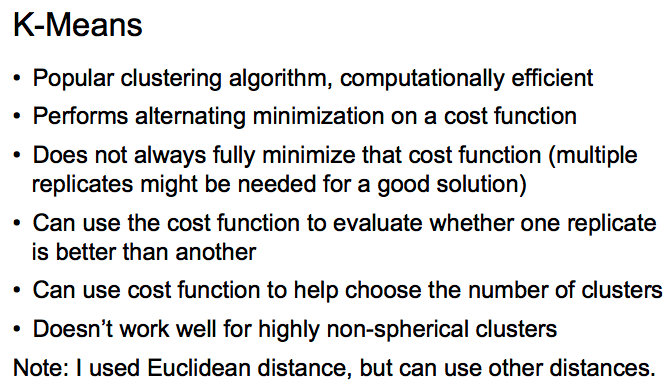 K-Means
• Popular clustering algorithm, computationally efficient
• Performs alternating minimization on a cost function
• Does not always fully minimize that cost function (multiple
replicates might be needed for a good solution)
• Can use the cost function to evaluate whether one replicate
is better than another
• Can use cost function to help choose the number of clusters
• Doesn’t work well for highly non-spherical clusters
Note: I used Euclidean distance, but can use other distances.